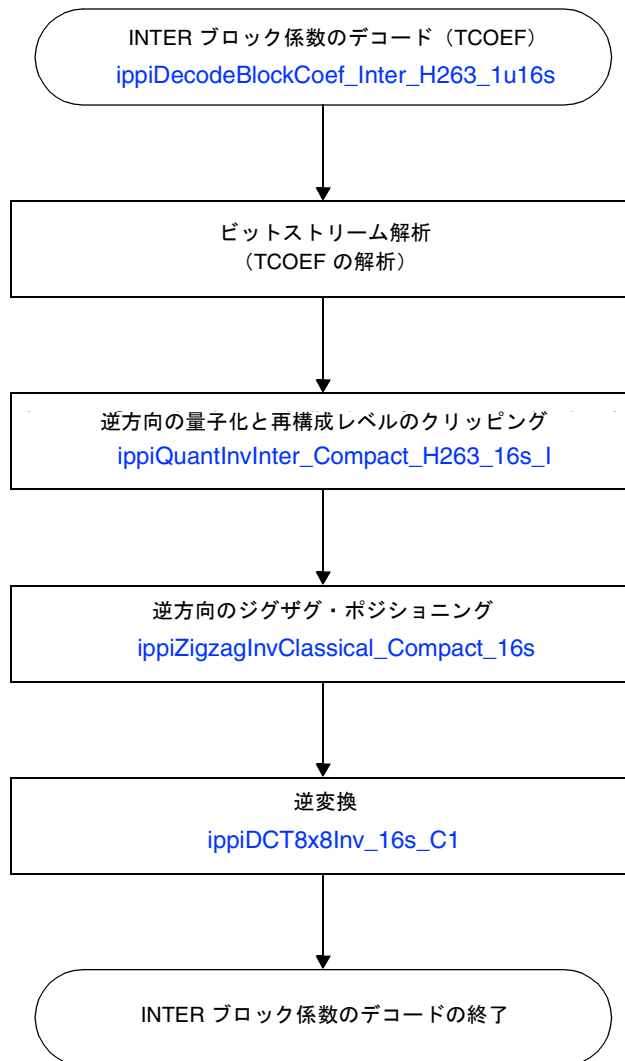 INTER ブロック係数のデコード（TCOEF）
ippiDecodeBlockCoef_Inter_H263_1u16s
ビットストリーム解析
（TCOEF の解析）
逆方向の量子化と再構成レベルのクリッピング
ippiQuantInvInter_Compact_H263_16s_I
逆方向のジグザグ・ポジショニング
ippiZigzagInvClassical_Compact_16s
逆変換
ippiDCT8x8Inv_16s_C1
INTER ブロック係数のデコードの終了